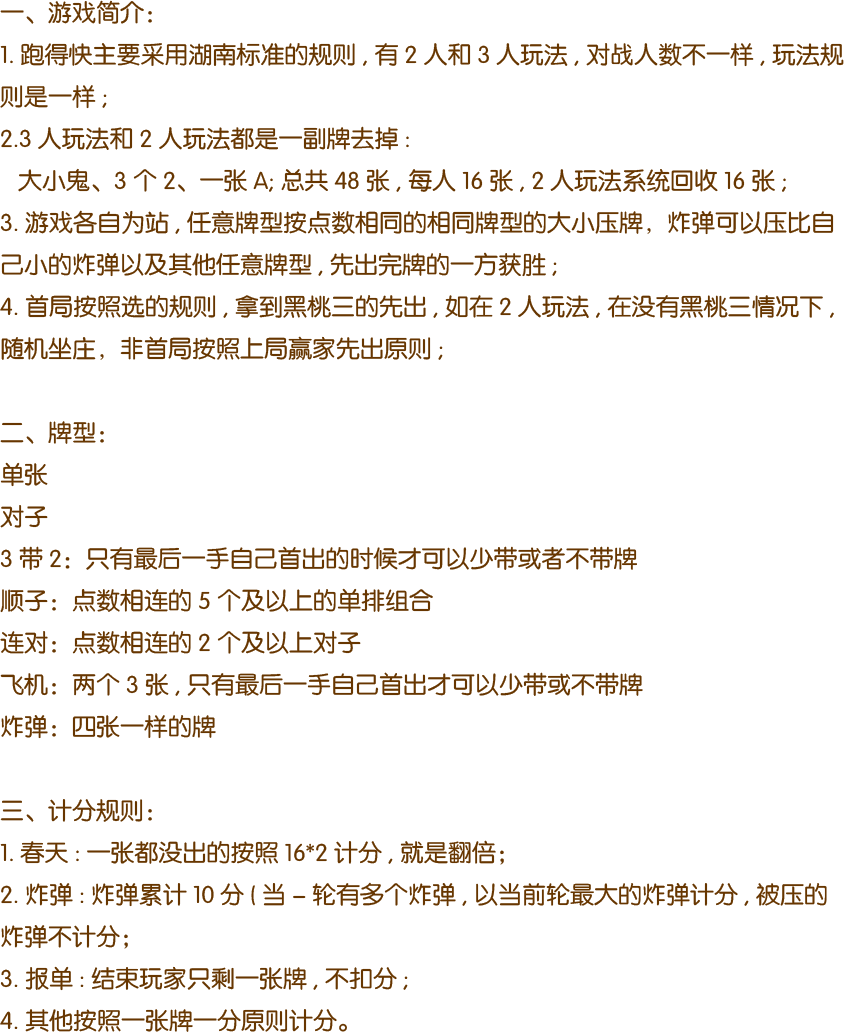 一、游戏简介：
1. 跑得快主要采用湖南标准的规则 , 有 2 人和 3 人玩法 , 对战人数不一样 , 玩法规
则是一样 ;
2.3 人玩法和 2 人玩法都是一副牌去掉 :
大小鬼、3 个 2、一张 A; 总共 48 张 , 每人 16 张 , 2 人玩法系统回收 16 张 ;
3. 游戏各自为站 , 任意牌型按点数相同的相同牌型的大小压牌，炸弹可以压比自
己小的炸弹以及其他任意牌型 , 先出完牌的一方获胜 ;
4. 首局按照选的规则 , 拿到黑桃三的先出 , 如在 2 人玩法 , 在没有黑桃三情况下 ,
随机坐庄，非首局按照上局赢家先出原则 ;
二、牌型：
单张
对子
3 带 2：只有最后一手自己首出的时候才可以少带或者不带牌
顺子：点数相连的 5 个及以上的单排组合
连对：点数相连的 2 个及以上对子
飞机：两个 3 张 , 只有最后一手自己首出才可以少带或不带牌
炸弹：四张一样的牌
三、计分规则：
1. 春天 : 一张都没出的按照 16*2 计分 , 就是翻倍；
2. 炸弹 : 炸弹累计 10 分 ( 当 – 轮有多个炸弹 , 以当前轮最大的炸弹计分 , 被压的
炸弹不计分；
3. 报单 : 结束玩家只剩一张牌 , 不扣分 ;
4. 其他按照一张牌一分原则计分。